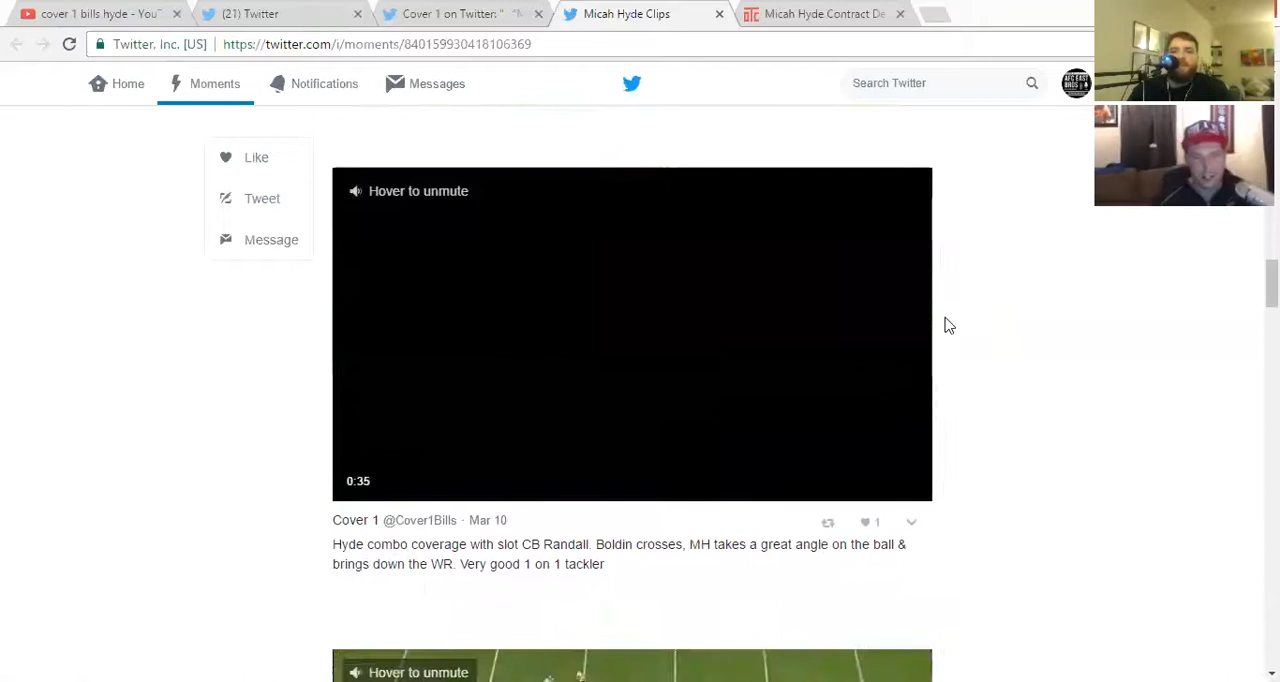 cover 1 bills hyde - You
(21) Twitter
Cover 1 on Twitter: "
Micah Hyde Clips
Micah Hyde Contract De
Twitter, Inc. [US]
https://twitter.com/i/moments/840159930418106369
Home
Moments
Notifications
Messages
Search Twitter
AFC EAST
BROS
Like
Tweet
Message
Hover to unmute
0:35
Cover 1 @Cover1Bills · Mar 10
1
Hyde combo coverage with slot CB Randall. Boldin crosses, MH takes a great angle on the ball &
brings down the WR. Very good 1 on 1 tackler
Hover to unmute